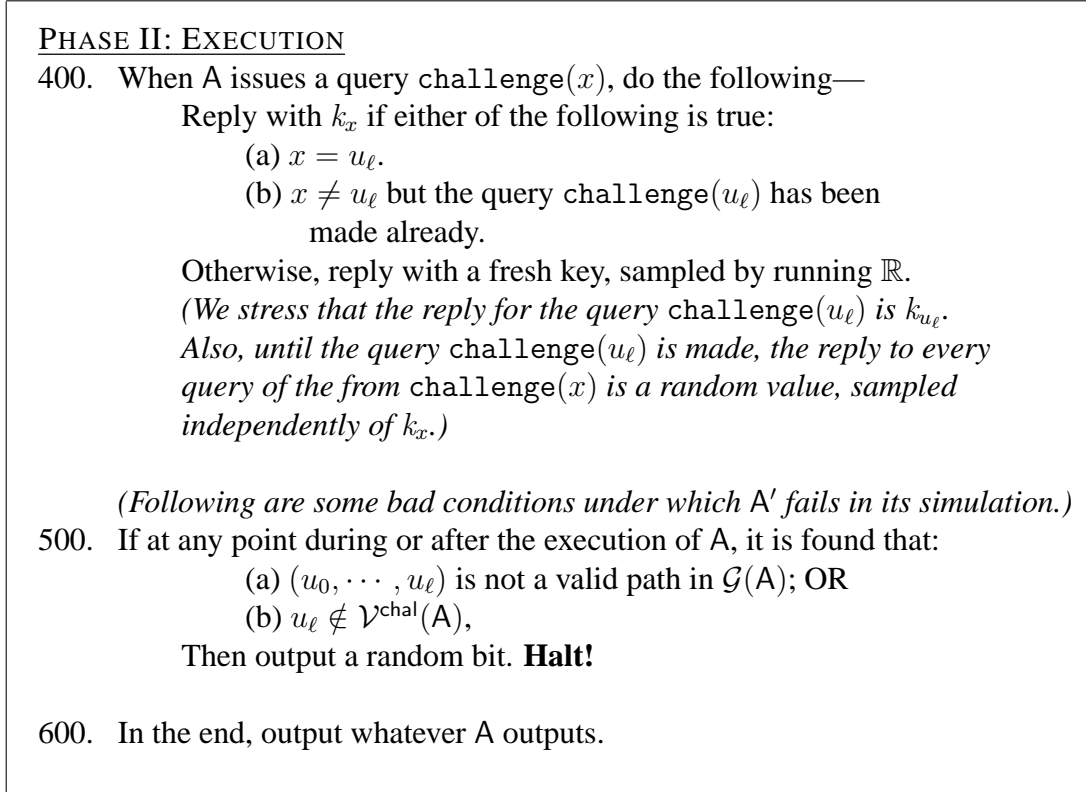 PHASE II: EXECUTION
400. When A issues a query challenge(x), do the following—
Reply with kₓ if either of the following is true:
(a) x = u_ℓ.
(b) x ≠ u_ℓ but the query challenge(u_ℓ) has been
made already.
Otherwise, reply with a fresh key, sampled by running ℝ.
(We stress that the reply for the query challenge(u_ℓ) is k_{u_ℓ}.
Also, until the query challenge(u_ℓ) is made, the reply to every
query of the from challenge(x) is a random value, sampled
independently of kₓ.)
(Following are some bad conditions under which A′ fails in its simulation.)
500. If at any point during or after the execution of A, it is found that:
(a) (u₀, ⋯ , u_ℓ) is not a valid path in 𝒢(A); OR
(b) u_ℓ ∉ 𝒱^chal(A),
Then output a random bit. Halt!
600. In the end, output whatever A outputs.